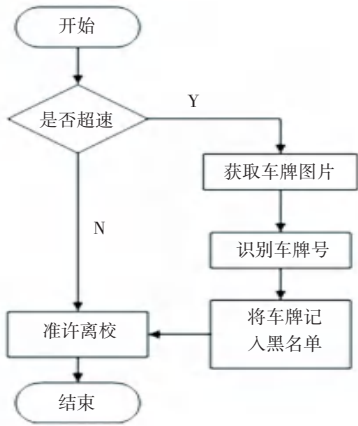 开始
是否超速
Y
获取车牌图片
N
识别车牌号
将车牌记
入黑名单
准许离校
结束